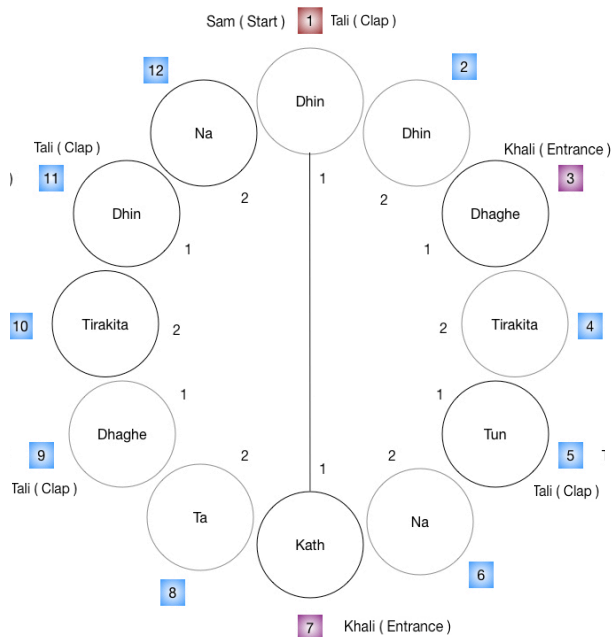 Sam ( Start ) 1 Tali ( Clap )
12
2
Dhin
Na
Dhin
Tali ( Clap )
Khali ( Entrance )
) 11
1
3
2
2
Dhin
Dhaghe
1
1
10
Tirakita
2
2
Tirakita
4
1
1
Dhaghe
Tun
9
2
1
2
5
Tali ( Clap )
Tali ( Clap )
Ta
Kath
Na
8
6
7 Khali ( Entrance )